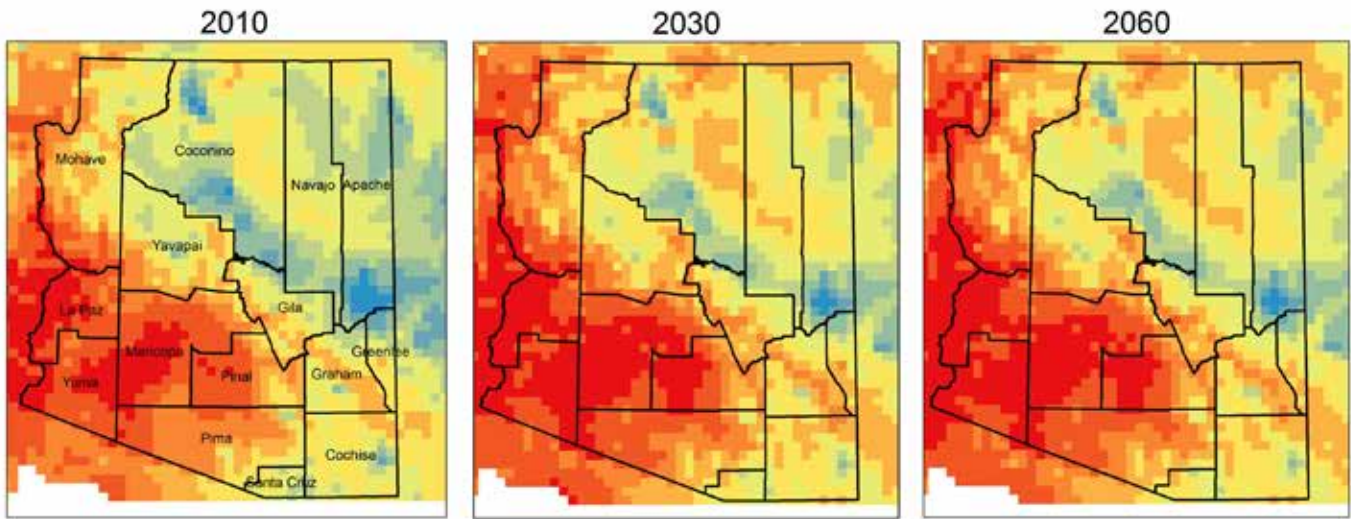 2010
2030
2060
Mohave
Coconino
Navajo
Apache
Yavapai
La Paz
Gila
Maricopa
Greenlee
Yuma
Pinal
Graham
Pima
Cochise
Santa Cruz